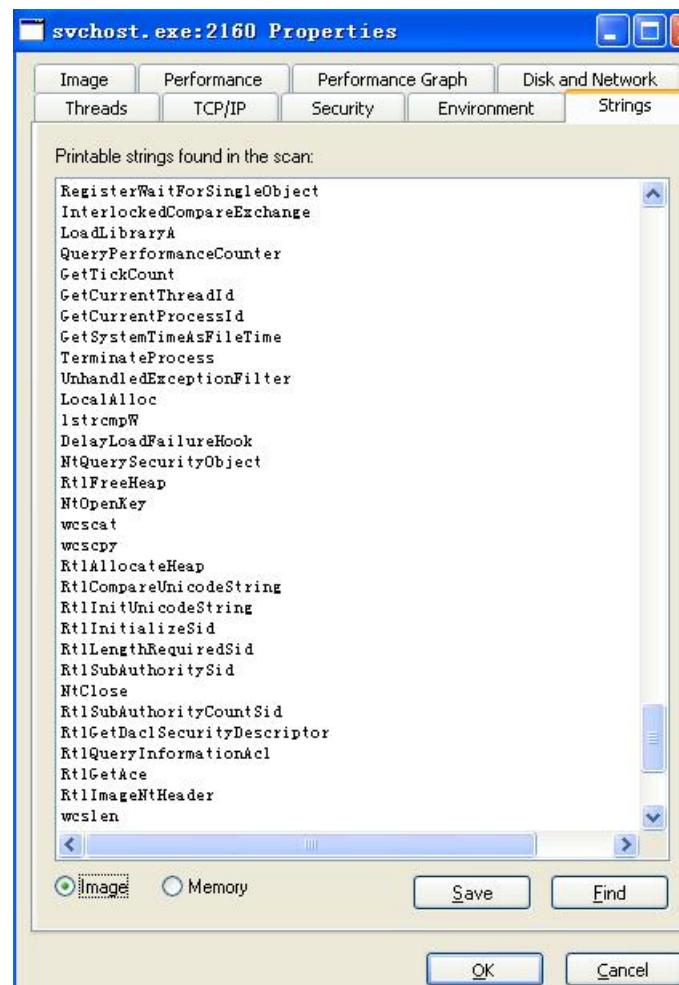 svchost.exe:2160 Properties
Image Performance Performance Graph Disk and Network
Threads TCP/IP Security Environment Strings
Printable strings found in the scan:
RegisterWaitForSingleObject
InterlockedCompareExchange
LoadLibraryA
QueryPerformanceCounter
GetTickCount
GetCurrentThreadId
GetCurrentProcessId
GetSystemTimeAsFileTime
TerminateProcess
UnhandledExceptionFilter
LocalAlloc
lstrcmpW
DelayLoadFailureHook
NtQuerySecurityObject
RtlFreeHeap
NtOpenKey
wcscat
wcscpy
RtlAllocateHeap
RtlCompareUnicodeString
RtlInitUnicodeString
RtlInitializeSid
RtlLengthRequiredSid
RtlSubAuthoritySid
NtClose
RtlSubAuthorityCountSid
RtlGetDaclSecurityDescriptor
RtlQueryInformationAcl
RtlGetAce
RtlImageNtHeader
wcslen
Image Memory Save Find
OK Cancel